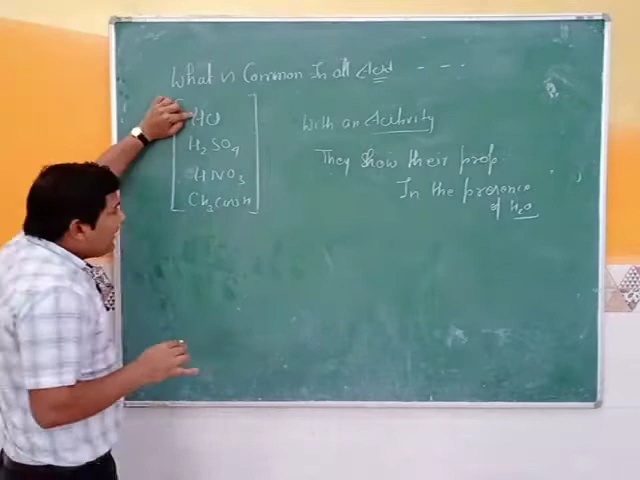 What is Common In all Acid - - .
HCl
H2SO4
HNO3
CH3COOH
With an Activity
They show their prop.
In the presence
of H2O